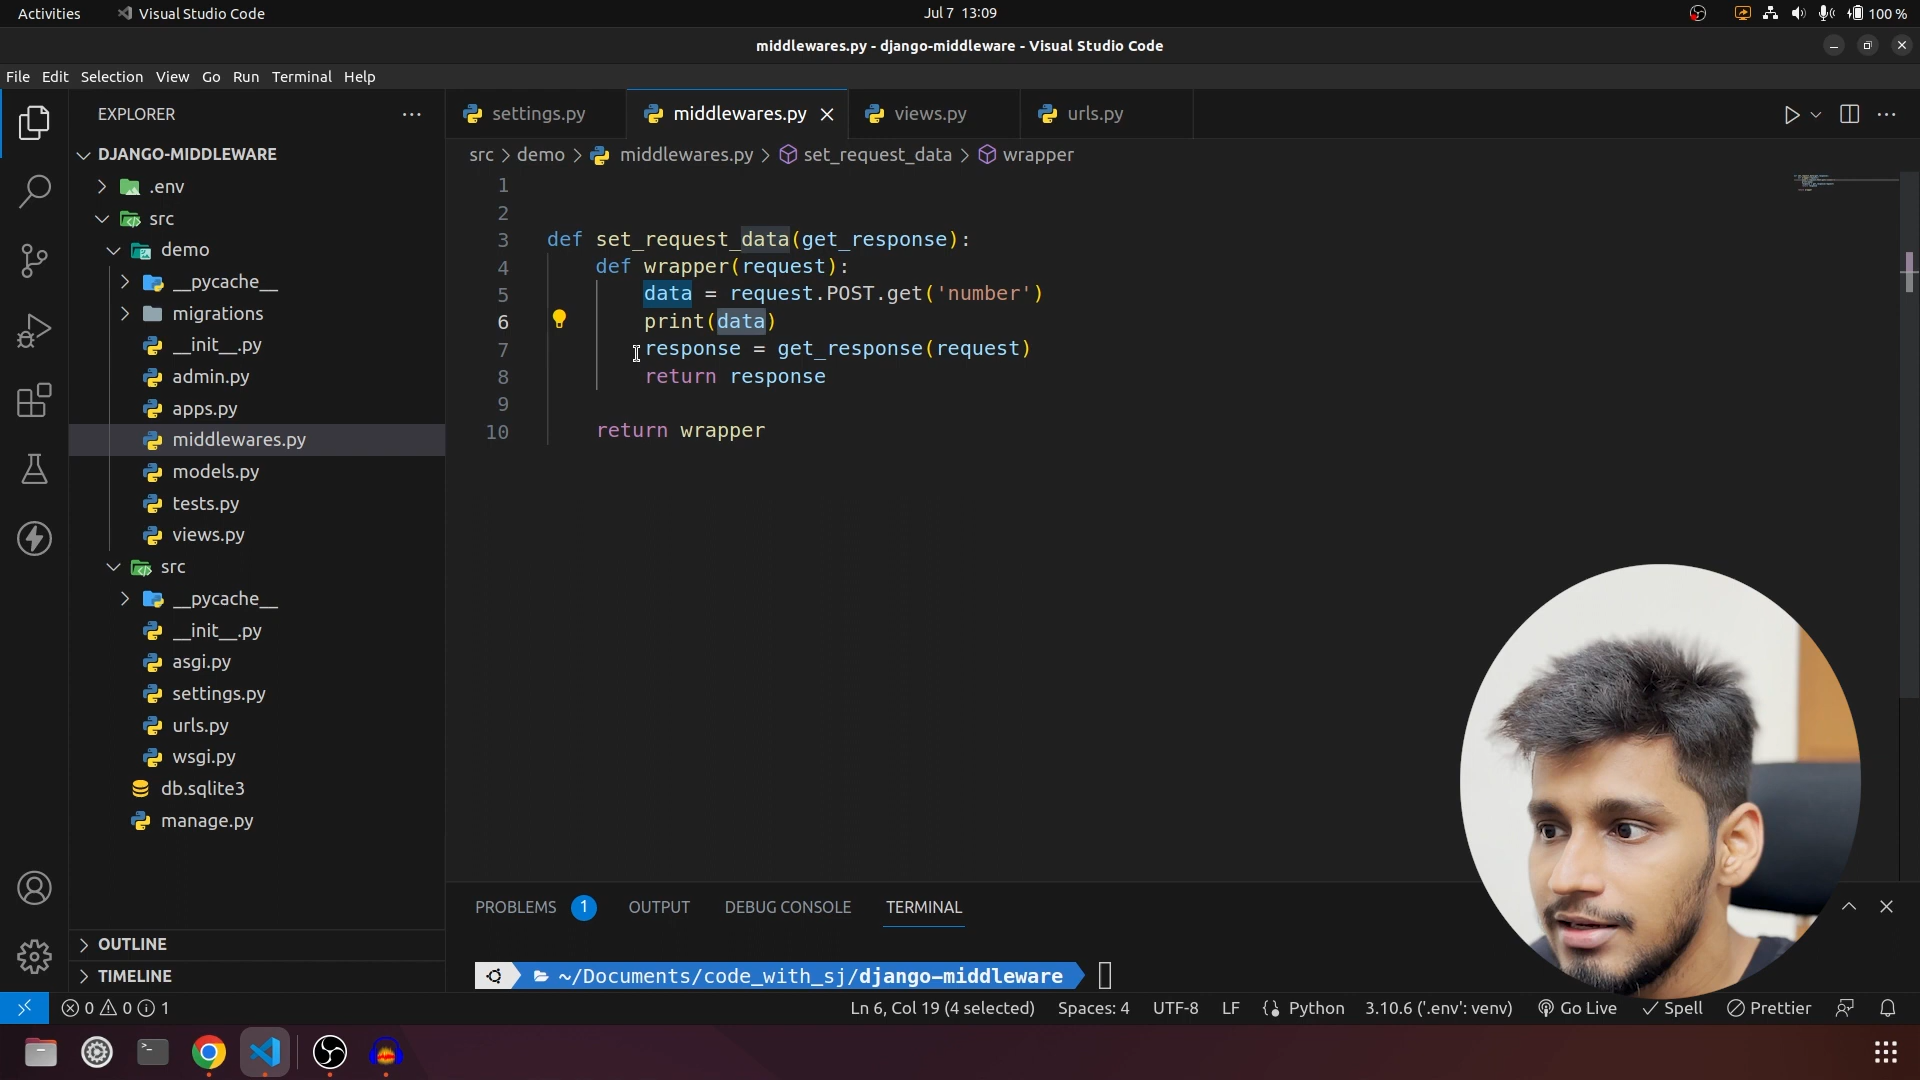 Activities Visual Studio Code Jul 7 13:09 100 %
middlewares.py - django-middleware - Visual Studio Code
File Edit Selection View Go Run Terminal Help
EXPLORER
DJANGO-MIDDLEWARE
.env
src
demo
__pycache__
migrations
__init__.py
admin.py
apps.py
middlewares.py
models.py
tests.py
views.py
src
__pycache__
__init__.py
asgi.py
settings.py
urls.py
wsgi.py
db.sqlite3
manage.py
OUTLINE
TIMELINE
settings.py middlewares.py views.py urls.py
src > demo > middlewares.py > set_request_data > wrapper
1
2
3 def set_request_data(get_response):
4 def wrapper(request):
5 data = request.POST.get('number')
6 print(data)
7 response = get_response(request)
8 return response
9
10 return wrapper
PROBLEMS 1 OUTPUT DEBUG CONSOLE TERMINAL
~/Documents/code_with_sj/django-middleware
0 0 1 Ln 6, Col 19 (4 selected) Spaces: 4 UTF-8 LF Python 3.10.6 ('.env': venv) Go Live Spell Prettier